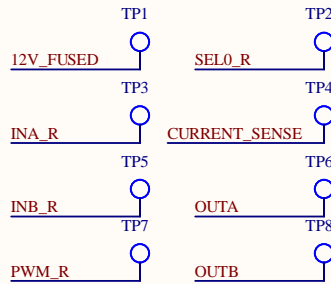 TP1 TP2
12V_FUSED SEL0_R
TP3 TP4
INA_R CURRENT_SENSE
TP5 TP6
INB_R OUTA
TP7 TP8
PWM_R OUTB